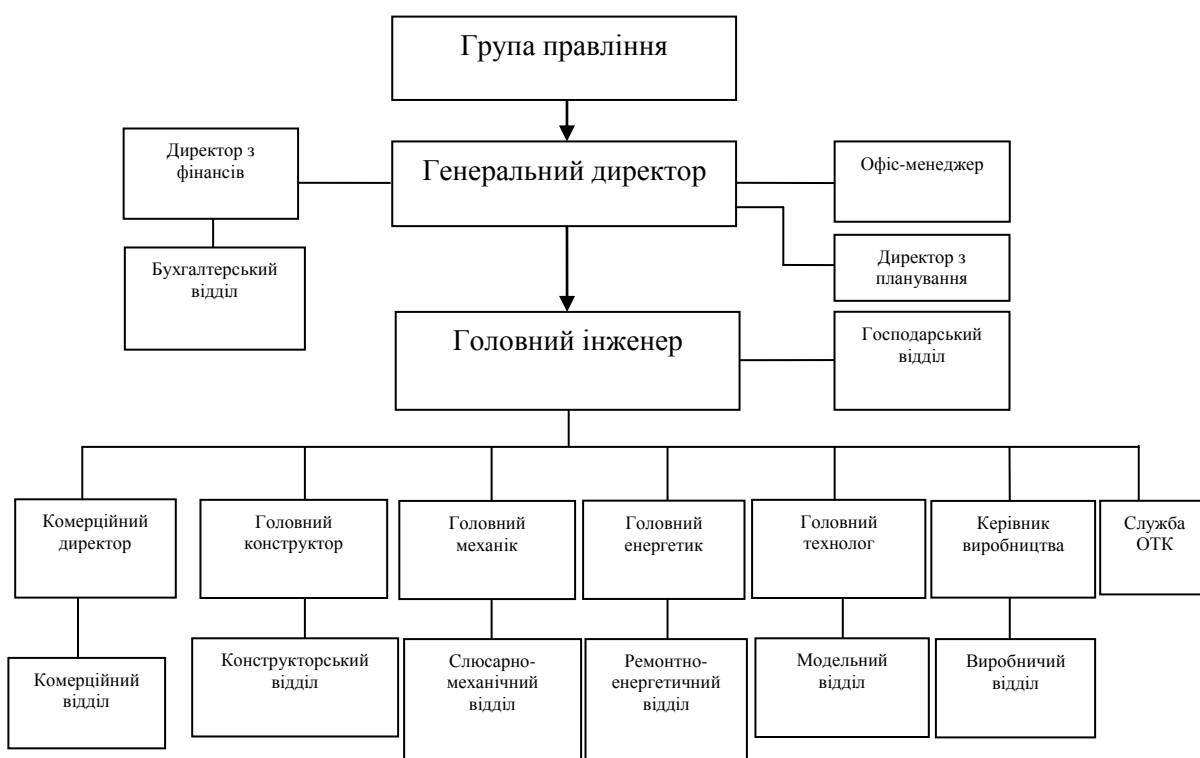 Група правління
Директор з
фінансів
Генеральний директор
Офіс-менеджер
Бухгалтерський
відділ
Директор з
планування
Головний інженер
Господарський
відділ
Комерційний
директор
Головний
конструктор
Головний
механік
Головний
енергетик
Головний
технолог
Керівник
виробництва
Служба
ОТК
Комерційний
відділ
Конструкторський
відділ
Слюсарно-
механічний
відділ
Ремонтно-
енергетичний
відділ
Модельний
відділ
Виробничий
відділ